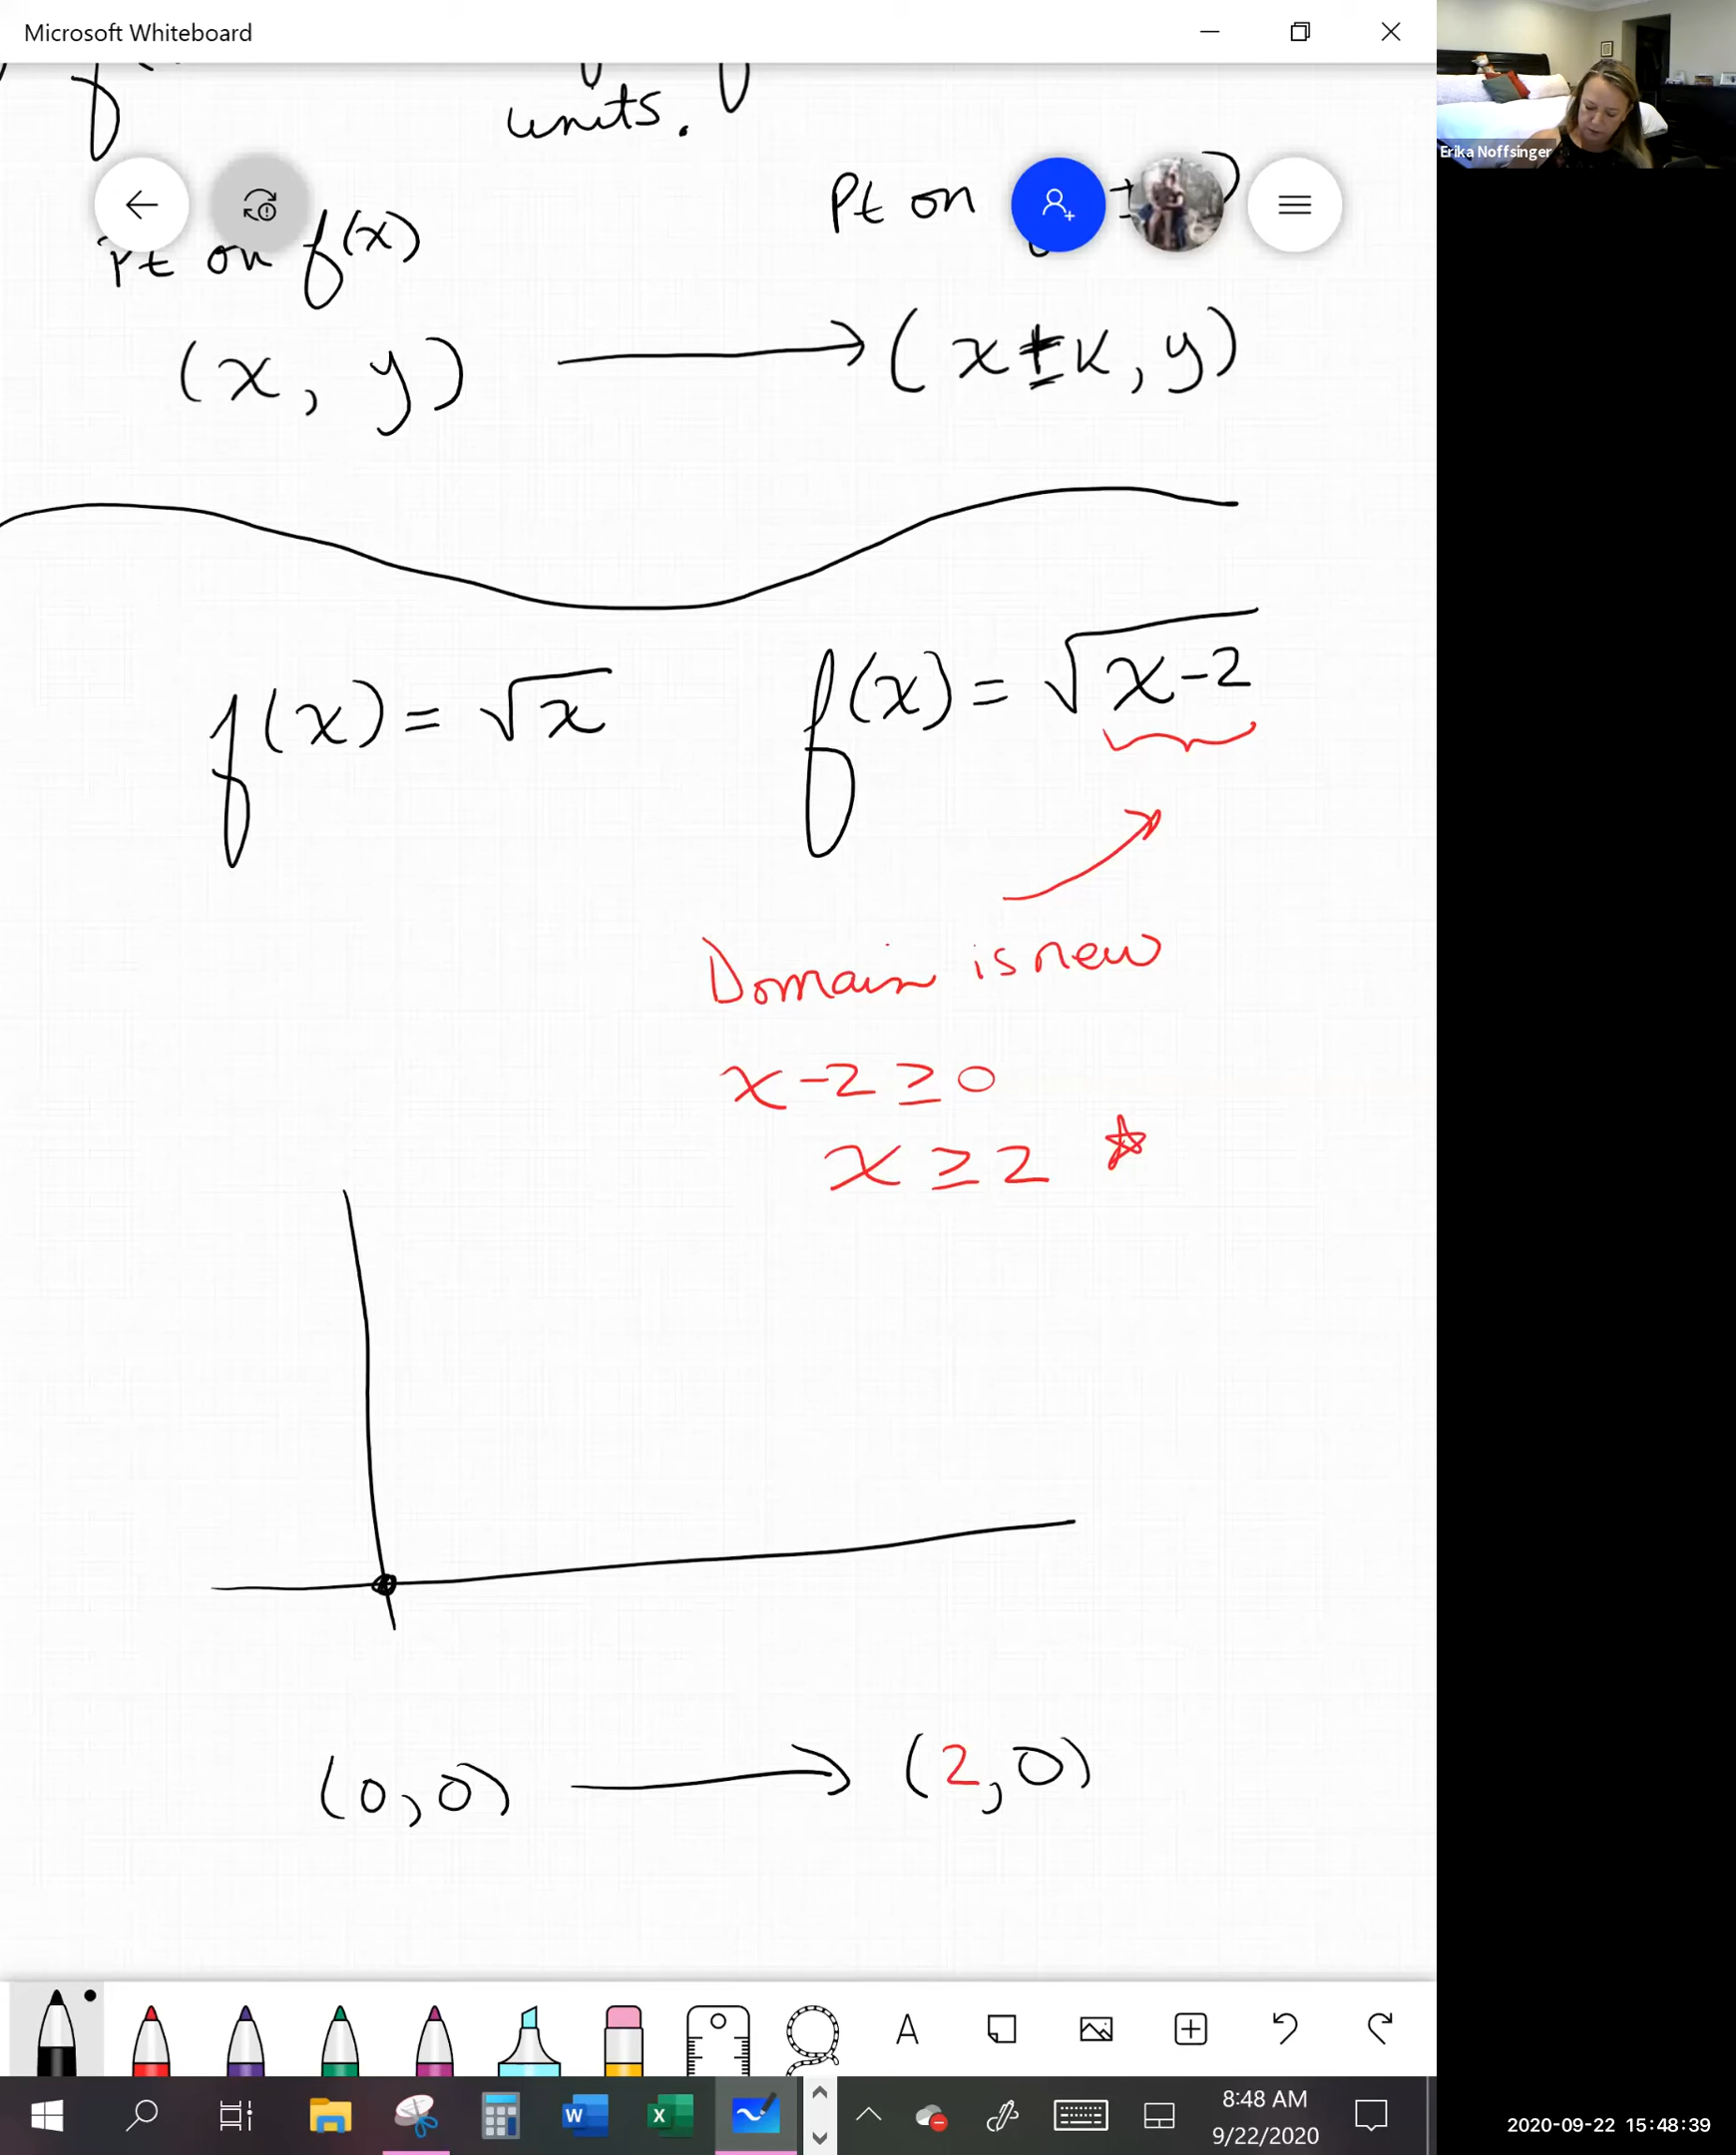 Microsoft Whiteboard
units.
Erika Noffsinger
Pt on
Pt on f(x)
(x, y) → (x ± K, y)
f(x) = √x
f(x) = √x-2
Domain is new
x - 2 ≥ 0
x ≥ 2 ☆
(0,0) → (2,0)
A
W
X
8:48 AM
9/22/2020
2020-09-22 15:48:39